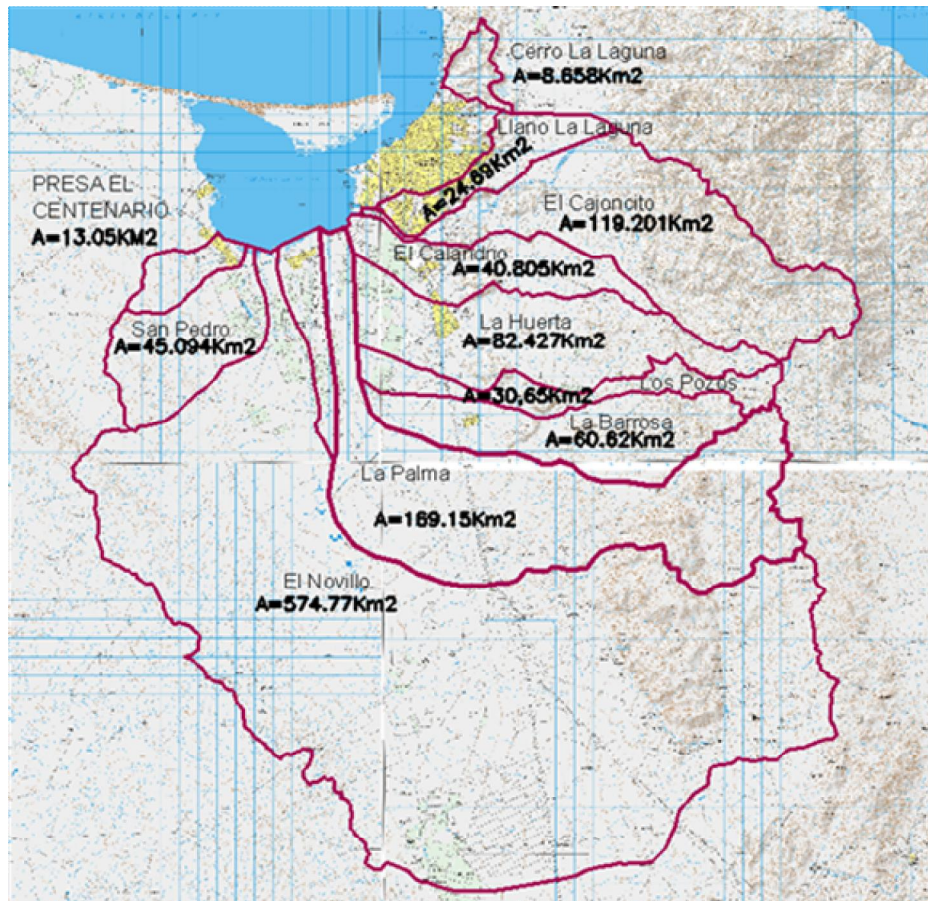 Cerro La Laguna
A=8.658Km2
Llano La Laguna
A=24.69Km2
PRESA EL
CENTENARIO
A=13.05KM2
El Cajoncito
A=119.201Km2
El Calandrio
A=40.805Km2
San Pedro
A=45.094Km2
La Huerta
A=82.427Km2
Los Pozos
A=30,65Km2
La Barrosa
A=60.62Km2
La Palma
A=169.15Km2
El Novillo
A=574.77Km2